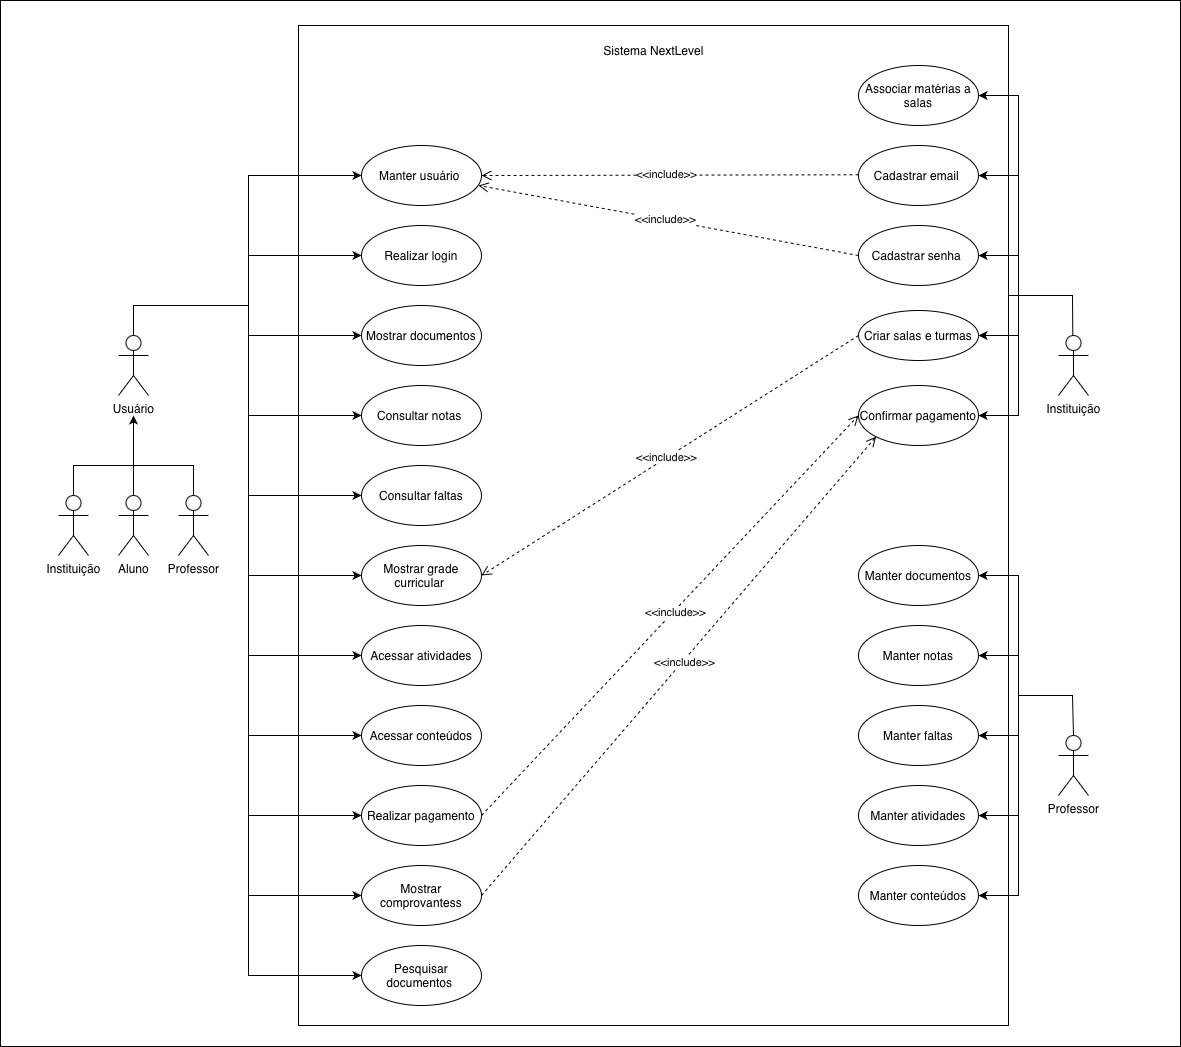 Sistema NextLevel
Associar matérias a
salas
Manter usuário
<<include>>
Cadastrar email
<<include>>
Realizar login
Cadastrar senha
Mostrar documentos
Criar salas e turmas
Usuário
Consultar notas
Confirmar pagamento
Instituição
<<include>>
Consultar faltas
Instituição
Aluno
Professor
Mostrar grade
curricular
Manter documentos
<<include>>
Acessar atividades
<<include>>
Manter notas
Acessar conteúdos
Manter faltas
Realizar pagamento
Manter atividades
Professor
Mostrar
comprovantess
Manter conteúdos
Pesquisar
documentos